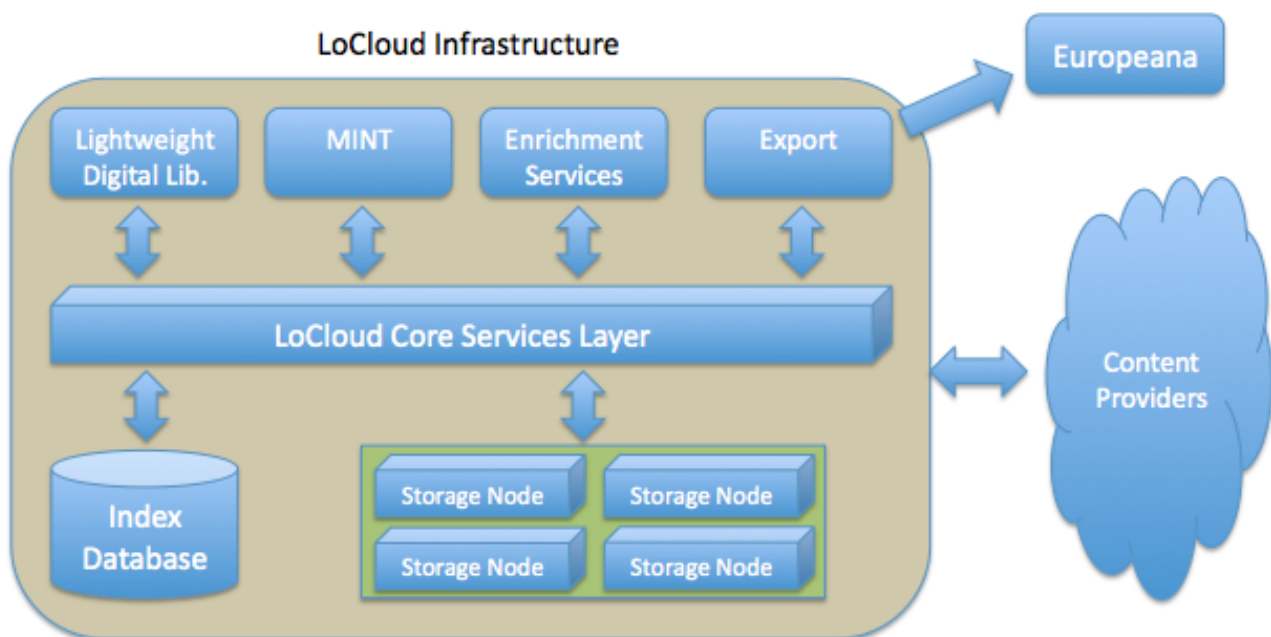 LoCloud Infrastructure
Europeana
Lightweight
Digital Lib.
MINT
Enrichment
Services
Export
LoCloud Core Services Layer
Content
Providers
Index
Database
Storage Node
Storage Node
Storage Node
Storage Node